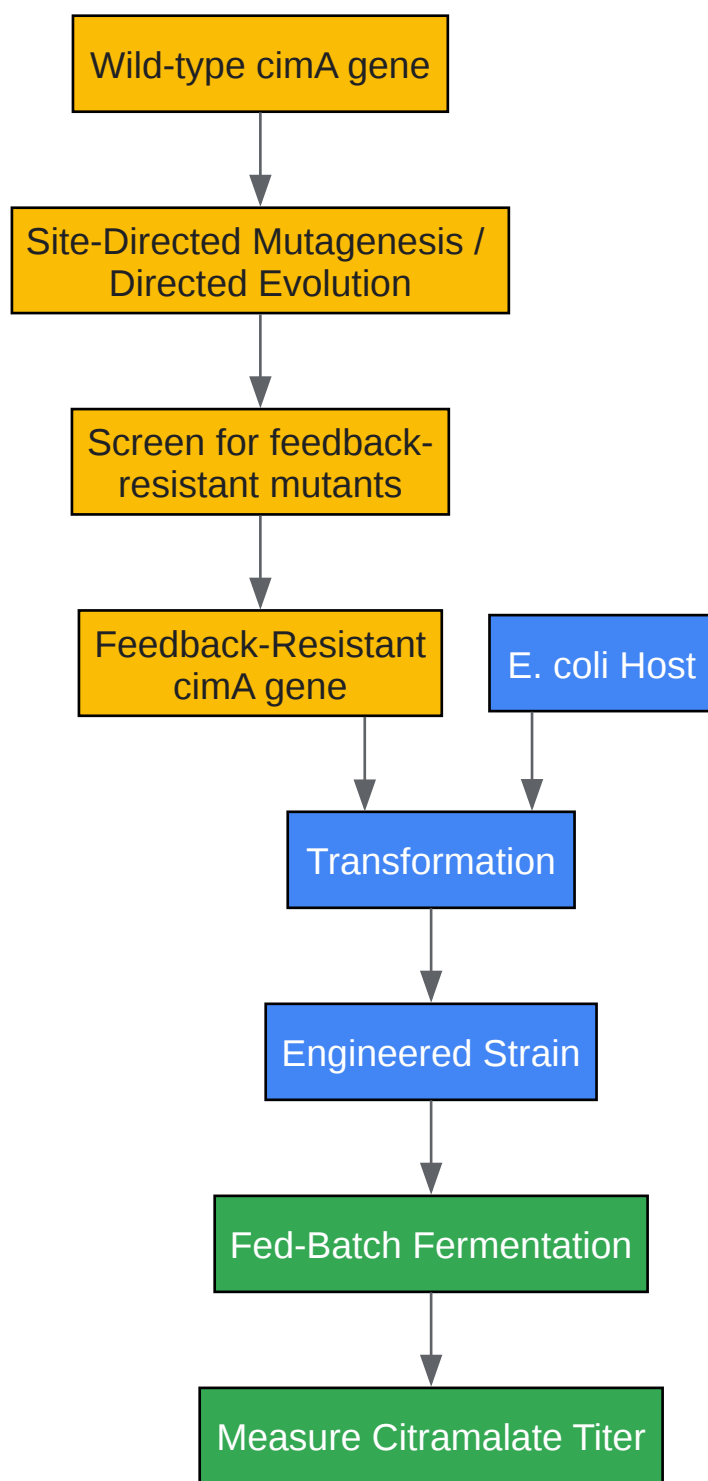 Wild-type cimA gene
Site-Directed Mutagenesis /
Directed Evolution
Screen for feedback-
resistant mutants
Feedback-Resistant
cimA gene
E. coli Host
Transformation
Engineered Strain
Fed-Batch Fermentation
Measure Citramalate Titer